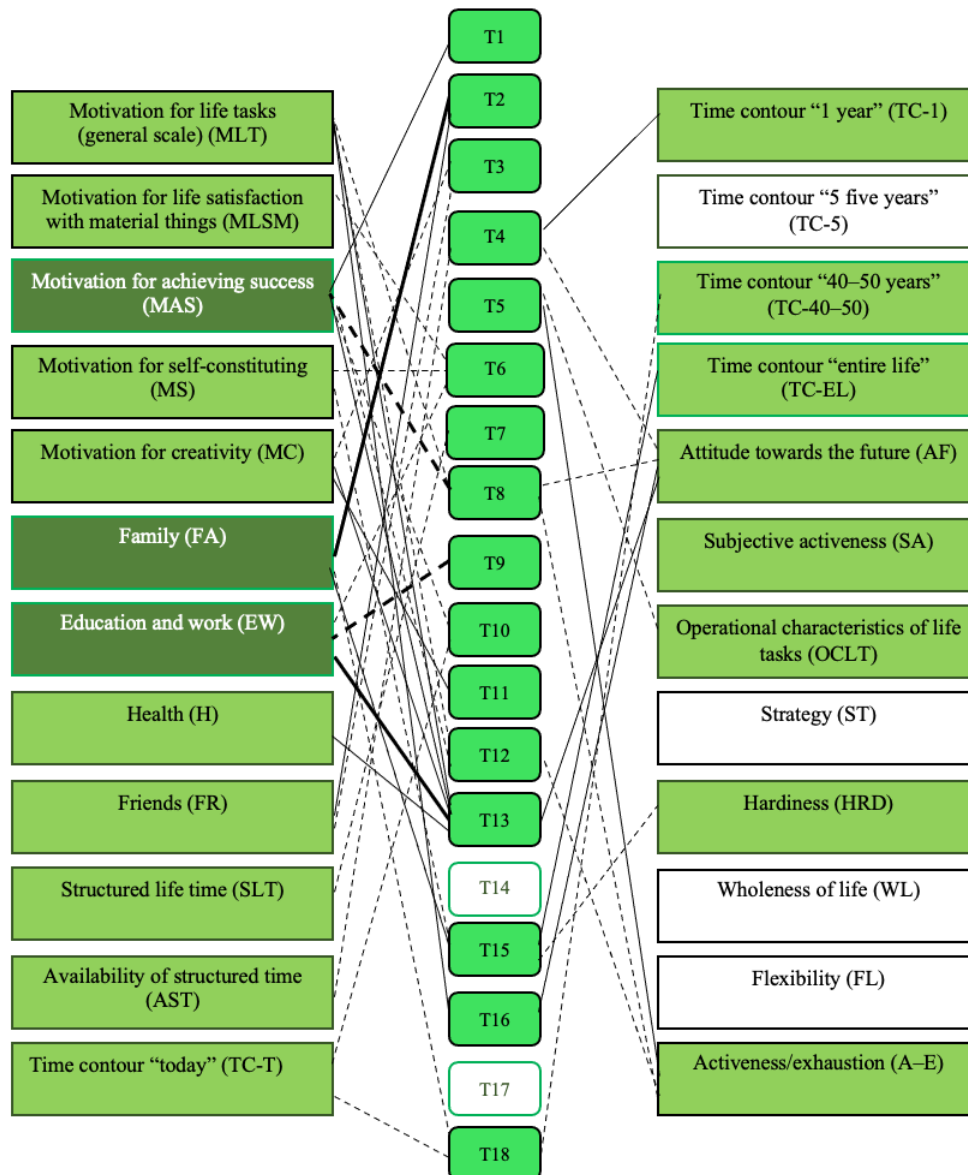 T1
T2
T3
T4
T5
T6
T7
T8
T9
T10
T11
T12
T13
T14
T15
T16
T17
T18
Motivation for life tasks
(general scale) (MLT)
Motivation for life satisfaction
with material things (MLSM)
Motivation for achieving success
(MAS)
Motivation for self-constituting
(MS)
Motivation for creativity (MC)
Family (FA)
Education and work (EW)
Health (H)
Friends (FR)
Structured life time (SLT)
Availability of structured time
(AST)
Time contour “today” (TC-T)
Time contour “1 year” (TC-1)
Time contour “5 five years”
(TC-5)
Time contour “40–50 years”
(TC-40–50)
Time contour “entire life”
(TC-EL)
Attitude towards the future (AF)
Subjective activeness (SA)
Operational characteristics of life
tasks (OCLT)
Strategy (ST)
Hardiness (HRD)
Wholeness of life (WL)
Flexibility (FL)
Activeness/exhaustion (A–E)